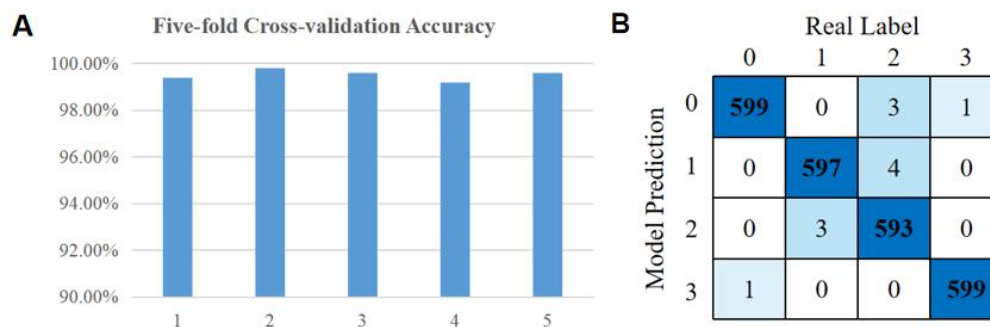 A
Five-fold Cross-validation Accuracy
100.00%
98.00%
96.00%
94.00%
92.00%
90.00%
1 2 3 4 5
B
Real Label
0 1 2 3
Model Prediction
0 599 0 3 1
1 0 597 4 0
2 0 3 593 0
3 1 0 0 599